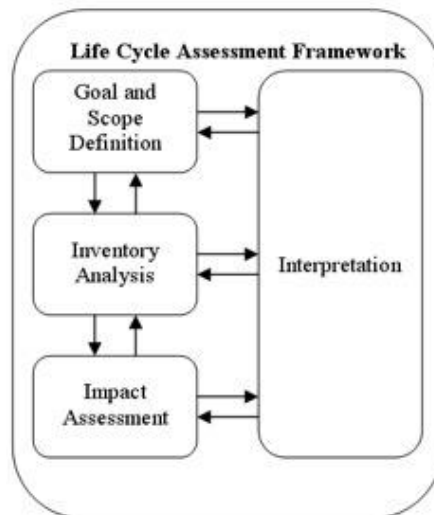 Life Cycle Assessment Framework
Goal and
Scope
Definition
Inventory
Analysis
Interpretation
Impact
Assessment